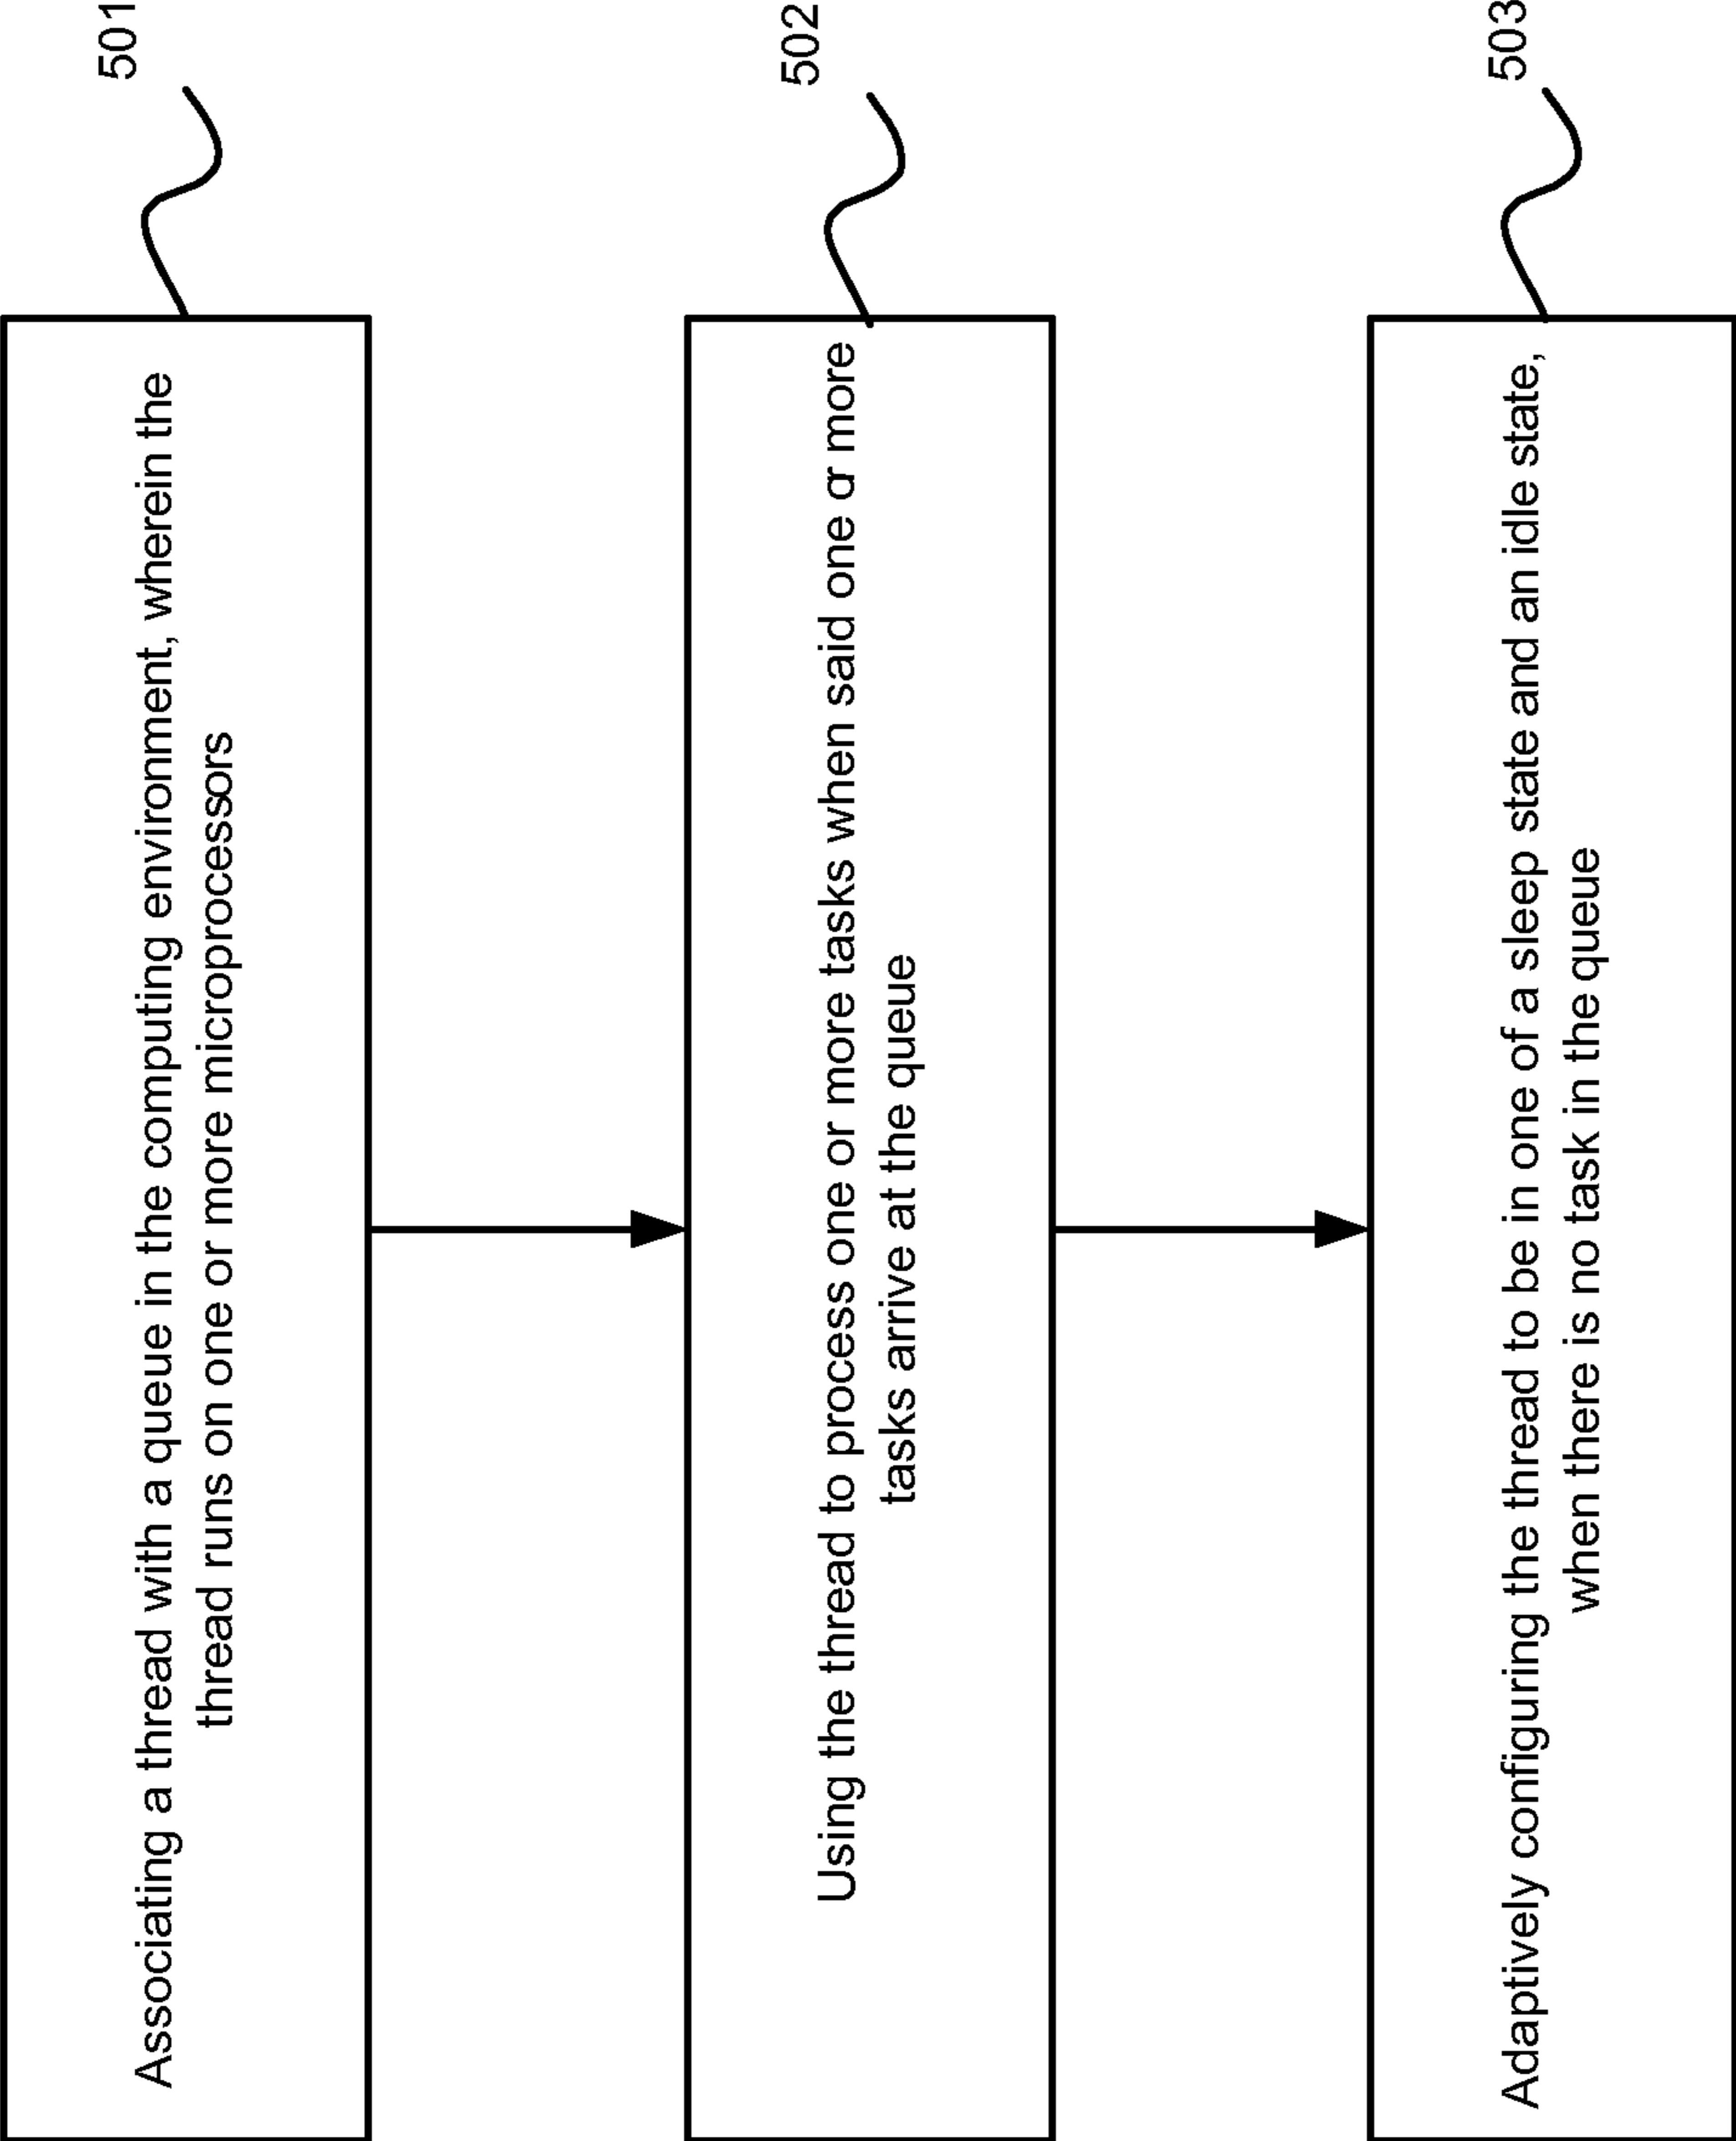 Associating a thread with a queue in the computing environment, wherein the
thread runs on one or more microprocessors
501
Using the thread to process one or more tasks when said one or more
tasks arrive at the queue
502
Adaptively configuring the thread to be in one of a sleep state and an idle state,
when there is no task in the queue
503